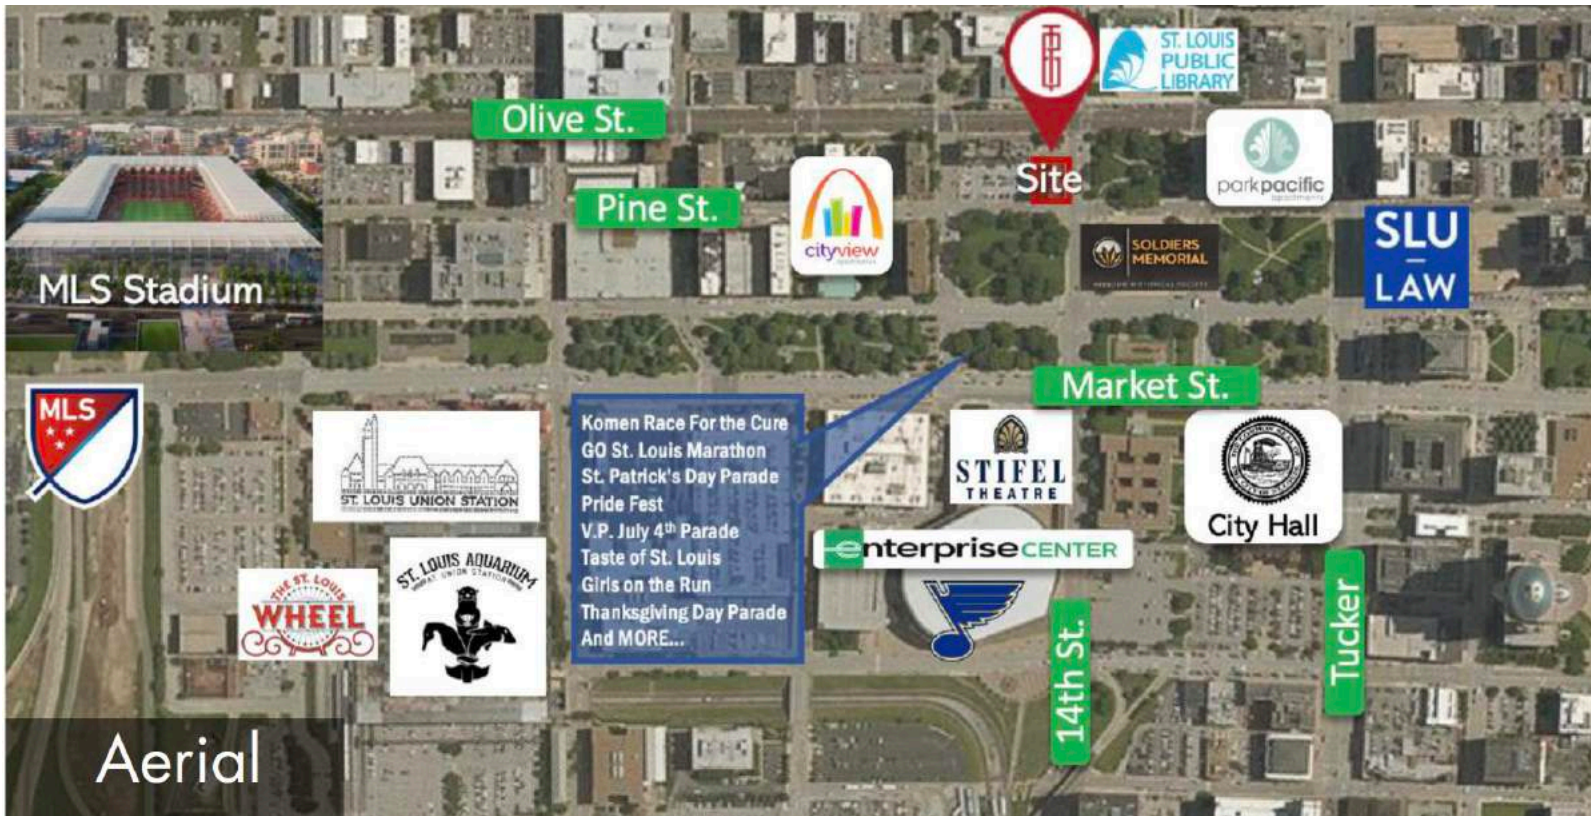 ST. LOUIS
PUBLIC
LIBRARY
Olive St.
Site
parkpacific
apartments
Pine St.
cityview
SOLDIERS
MEMORIAL
SLU
LAW
MLS Stadium
Market St.
MLS
Komen Race For the Cure
GO St. Louis Marathon
St. Patrick's Day Parade
Pride Fest
V.P. July 4th Parade
Taste of St. Louis
Girls on the Run
Thanksgiving Day Parade
And MORE...
ST. LOUIS UNION STATION
STIFEL
THEATRE
City Hall
enterprise CENTER
THE ST. LOUIS
WHEEL
ST. LOUIS AQUARIUM
AT UNION STATION
14th St.
Tucker
Aerial